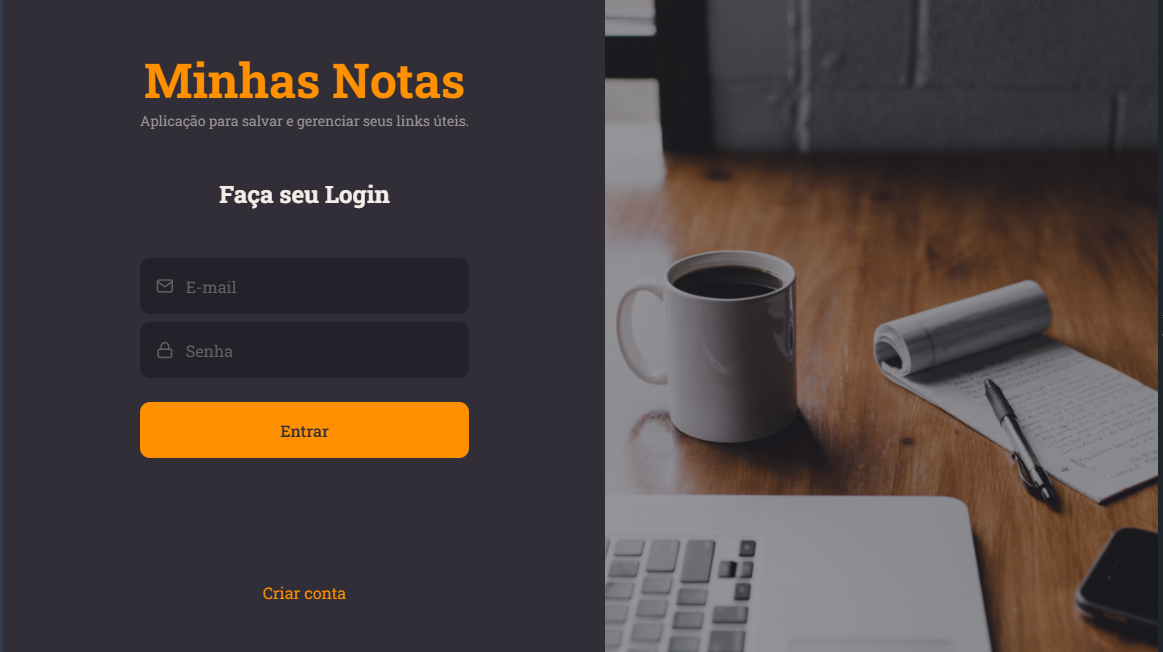 Minhas Notas
Aplicação para salvar e gerenciar seus links úteis.
Faça seu Login
E-mail
Senha
Entrar
Criar conta